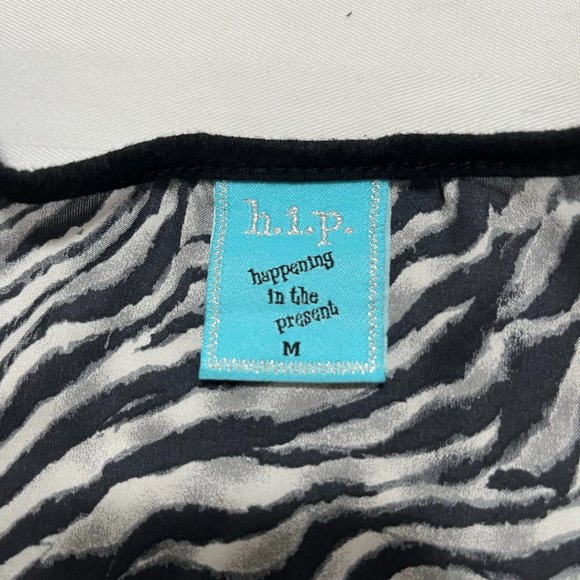 h.i.p.
happening
in the
present
M